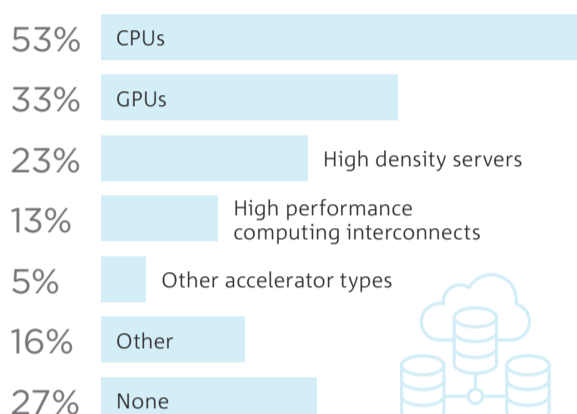 53% CPUs
33% GPUs
23% High density servers
13% High performance
computing interconnects
5% Other accelerator types
16% Other
27% None